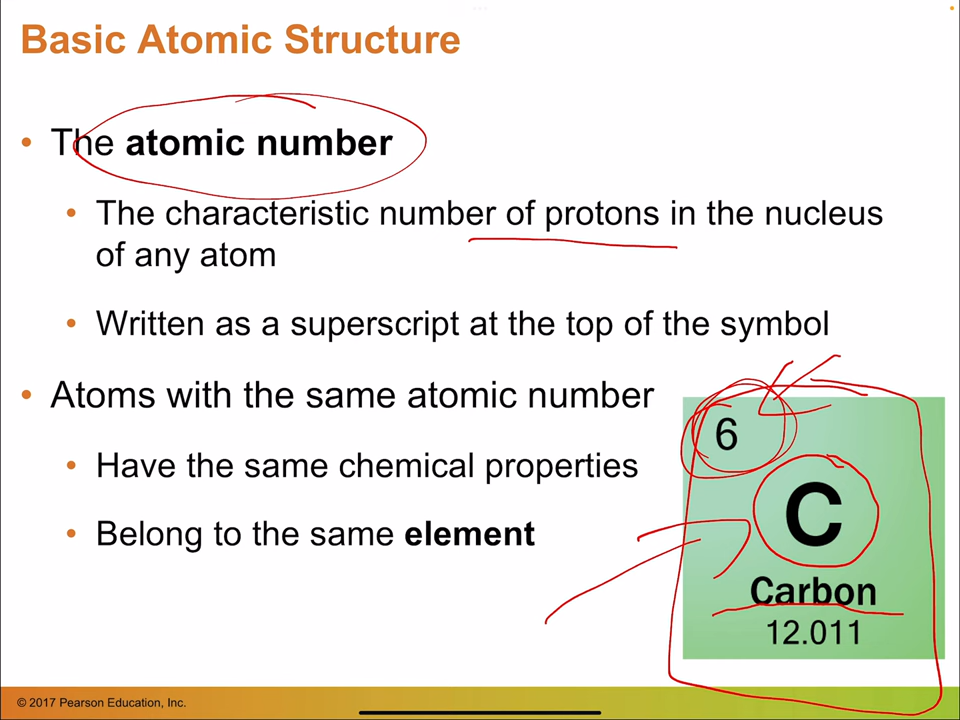 Basic Atomic Structure
• The atomic number
• The characteristic number of protons in the nucleus
of any atom
• Written as a superscript at the top of the symbol
• Atoms with the same atomic number
• Have the same chemical properties
• Belong to the same element
6
C
Carbon
12.011
© 2017 Pearson Education, Inc.